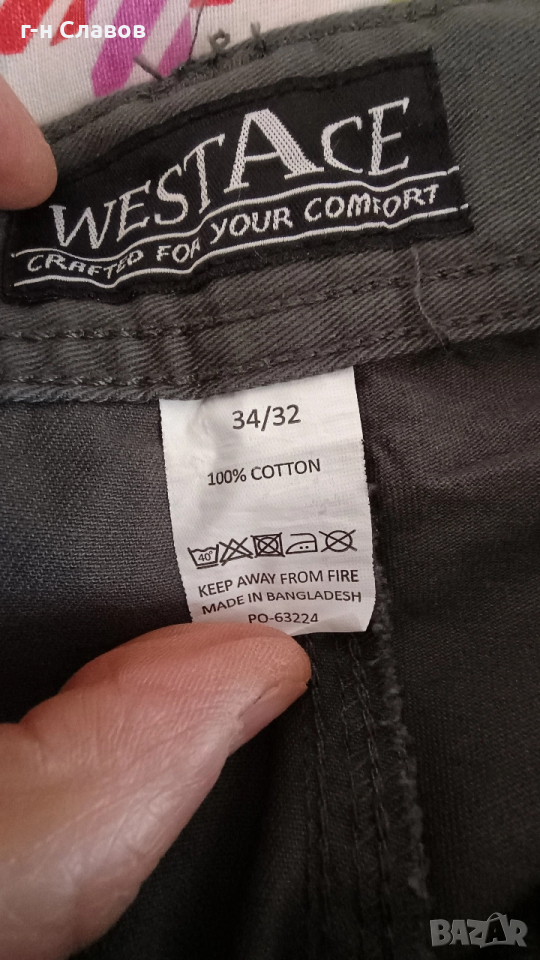 г-н Славов
WESTACE
CRAFTED FOR YOUR COMFORT
34/32
100% COTTON
40°
KEEP AWAY FROM FIRE
MADE IN BANGLADESH
PO-63224
BAZAR